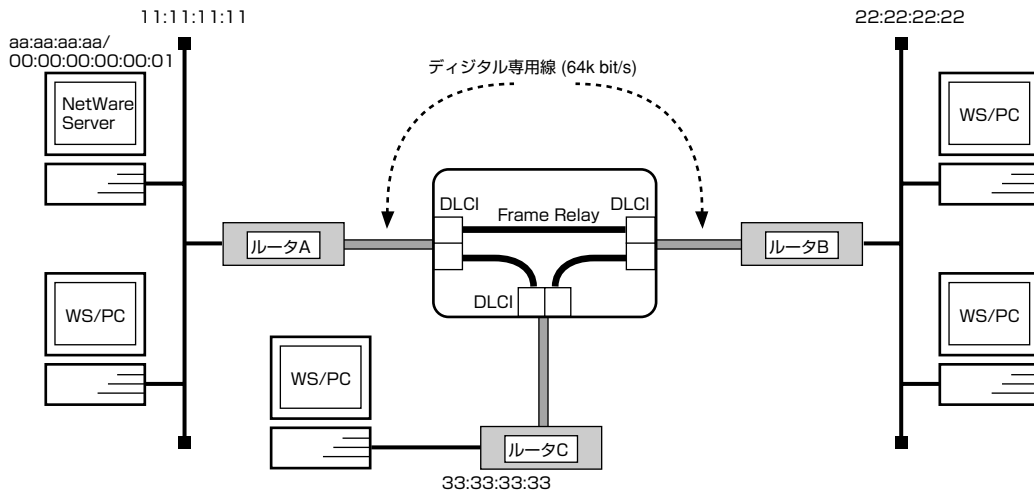 11:11:11:11
22:22:22:22
aa:aa:aa:aa/
00:00:00:00:00:01
ディジタル専用線 (64k bit/s)
NetWare
Server
WS/PC
DLCI
Frame Relay
DLCI
ルータA
ルータB
WS/PC
DLCI
WS/PC
WS/PC
ルータC
33:33:33:33